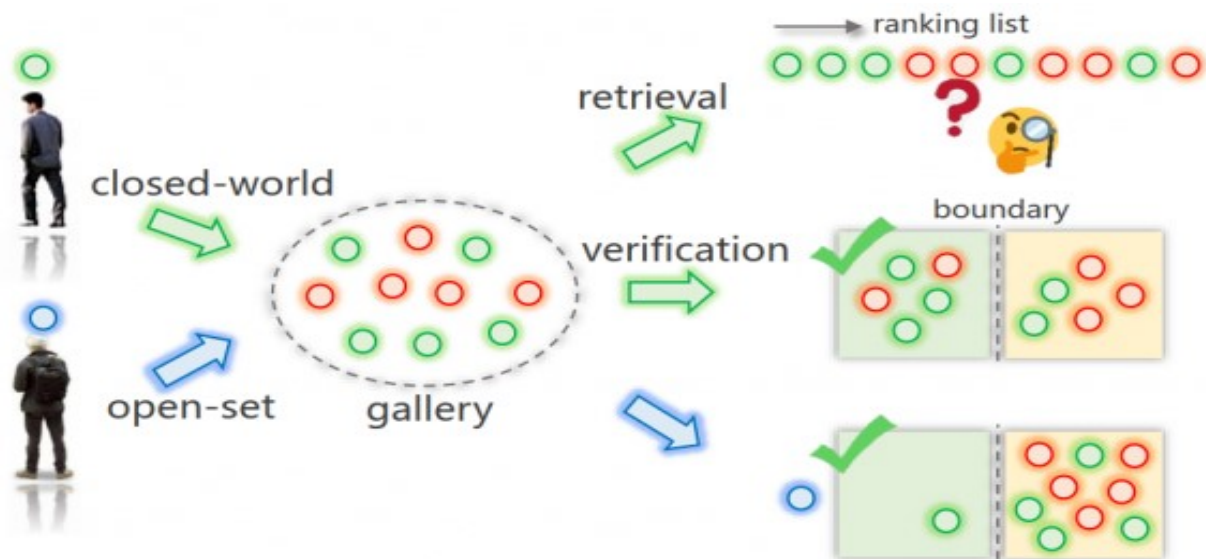 ranking list
retrieval
closed-world
boundary
verification
open-set
gallery